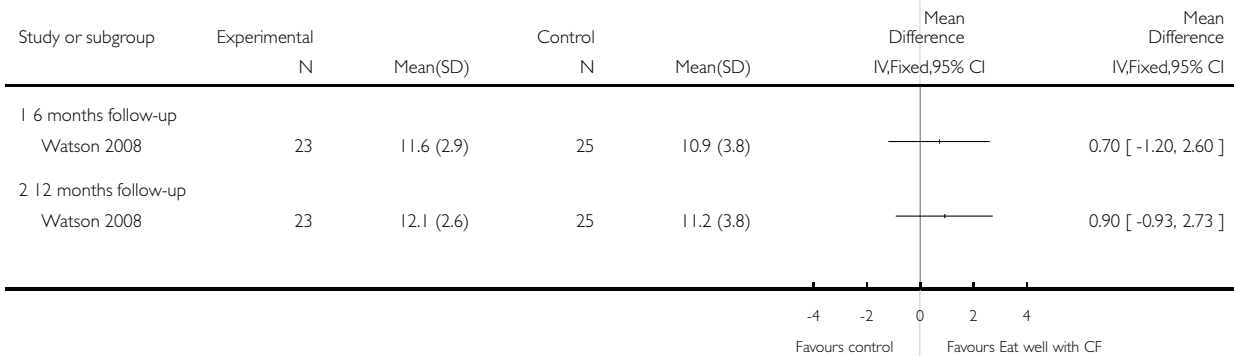 Mean Mean
Study or subgroup Experimental Control Difference Difference
N Mean(SD) N Mean(SD) IV,Fixed,95% CI IV,Fixed,95% CI
1 6 months follow-up
Watson 2008 23 11.6 (2.9) 25 10.9 (3.8) 0.70 [ -1.20, 2.60 ]
2 12 months follow-up
Watson 2008 23 12.1 (2.6) 25 11.2 (3.8) 0.90 [ -0.93, 2.73 ]
-4 -2 0 2 4
Favours control Favours Eat well with CF